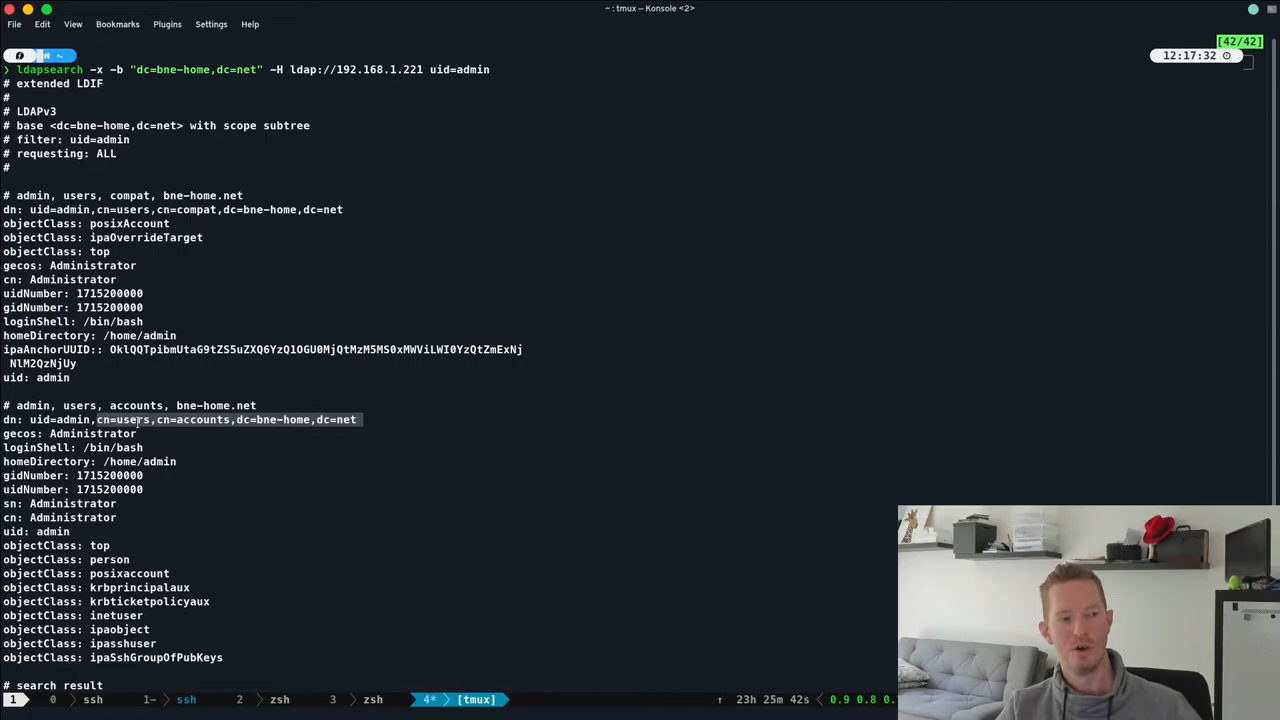 ~ : tmux — Konsole <2>
File Edit View Bookmarks Plugins Settings Help
[42/42]
~
12:17:32
❯ ldapsearch -x -b "dc=bne-home,dc=net" -H ldap://192.168.1.221 uid=admin
# extended LDIF
#
# LDAPv3
# base <dc=bne-home,dc=net> with scope subtree
# filter: uid=admin
# requesting: ALL
#
# admin, users, compat, bne-home.net
dn: uid=admin,cn=users,cn=compat,dc=bne-home,dc=net
objectClass: posixAccount
objectClass: ipaOverrideTarget
objectClass: top
gecos: Administrator
cn: Administrator
uidNumber: 1715200000
gidNumber: 1715200000
loginShell: /bin/bash
homeDirectory: /home/admin
ipaAnchorUUID:: OklQQTpibmUtaG9tZS5uZXQ6YzQ1OGU0MjQtMzM5MS0xMWViLWI0YzQtZmExNj
NlM2QzNjUy
uid: admin
# admin, users, accounts, bne-home.net
dn: uid=admin,cn=users,cn=accounts,dc=bne-home,dc=net
gecos: Administrator
loginShell: /bin/bash
homeDirectory: /home/admin
gidNumber: 1715200000
uidNumber: 1715200000
sn: Administrator
cn: Administrator
uid: admin
objectClass: top
objectClass: person
objectClass: posixaccount
objectClass: krbprincipalaux
objectClass: krbticketpolicyaux
objectClass: inetuser
objectClass: ipaobject
objectClass: ipasshuser
objectClass: ipaSshGroupOfPubKeys
# search result
1 0 ssh 1- ssh 2 zsh 3 zsh 4* [tmux] ↑ 23h 25m 42s 0.9 0.8 0.